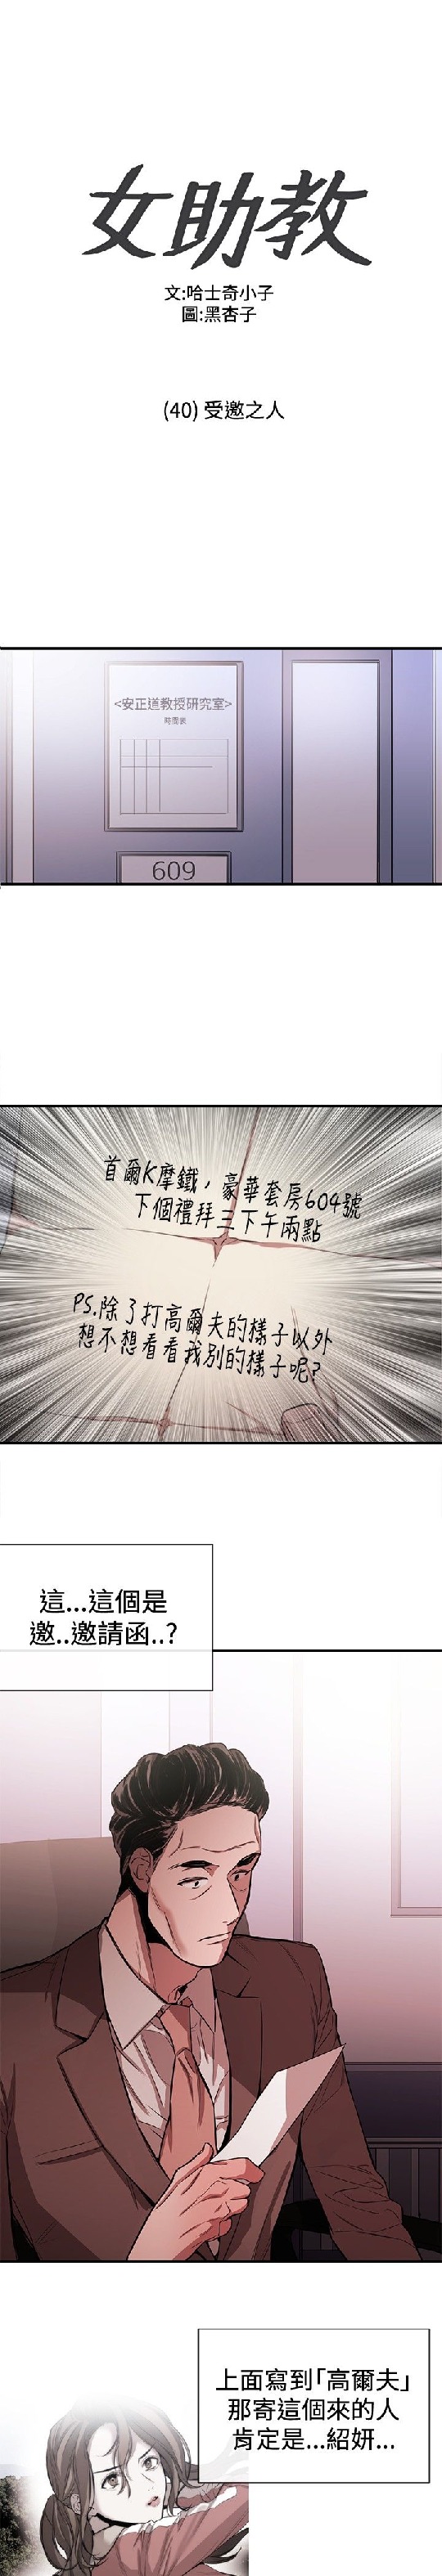 女助教
文:哈士奇小子
圖:黑杏子
(40) 受邀之人
<安正道教授研究室>
時間表
609
首爾K摩鐵，豪華套房604號
下個禮拜三下午兩點
PS.除了打高爾夫的樣子以外
想不想看看我別的樣子呢?
這...這個是
邀..邀請函..?
上面寫到「高爾夫」
那寄這個來的人
肯定是...紹妍...